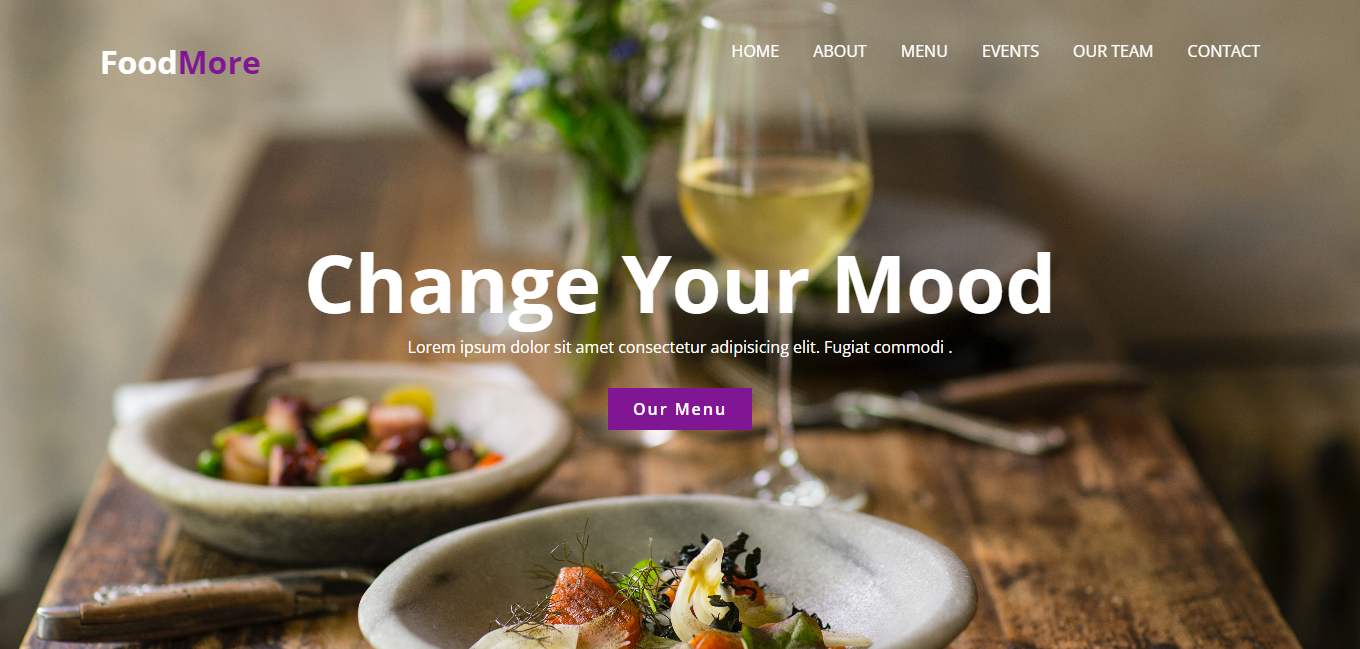 FoodMore
HOME ABOUT MENU EVENTS OUR TEAM CONTACT
Change Your Mood
Lorem ipsum dolor sit amet consectetur adipisicing elit. Fugiat commodi .
Our Menu